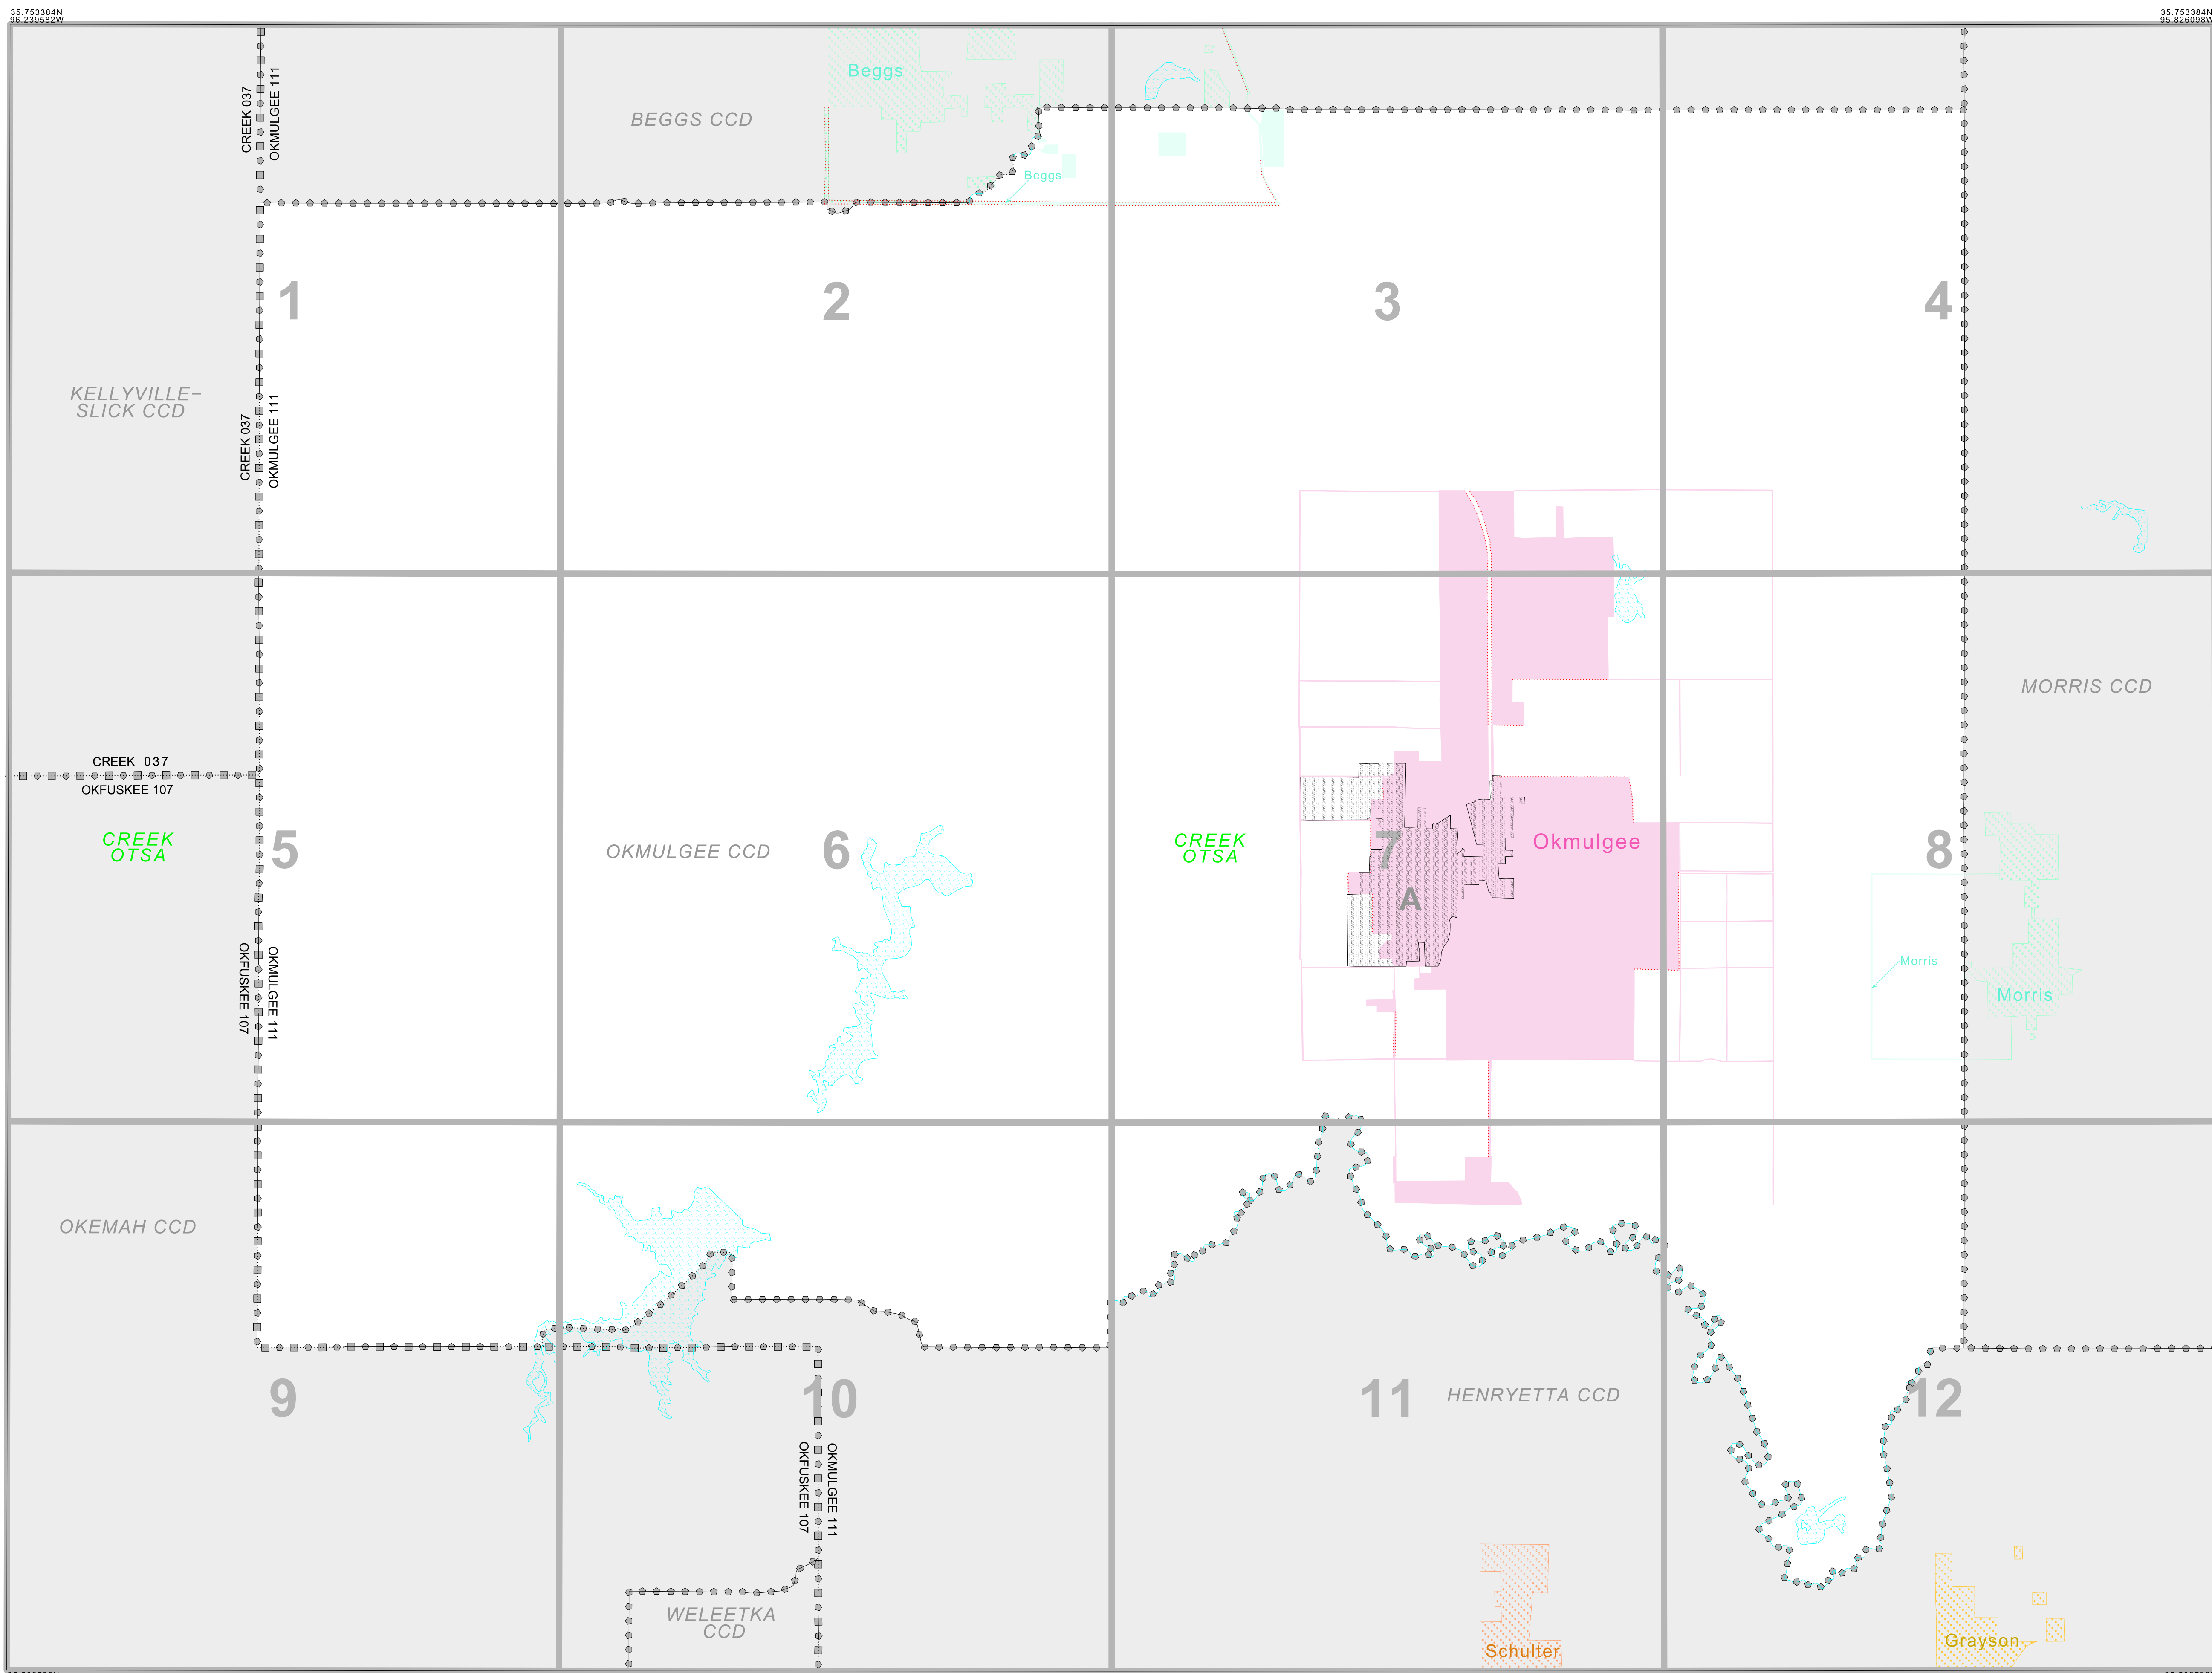 35.753384N
96.239582W
35.753384N
95.826098W
CREEK 037
OKMULGEE 111
BEGGS CCD
Beggs
Beggs
1
2
3
4
KELLYVILLE-
SLICK CCD
CREEK 037
OKMULGEE 111
MORRIS CCD
CREEK 037
OKFUSKEE 107
CREEK
OTSA
5
OKMULGEE CCD
6
CREEK
OTSA
7
Okmulgee
8
A
OKFUSKEE 107
OKMULGEE 111
Morris
Morris
OKEMAH CCD
9
10
11
HENRYETTA CCD
12
OKFUSKEE 107
OKMULGEE 111
WELEETKA
CCD
Schulter
Grayson